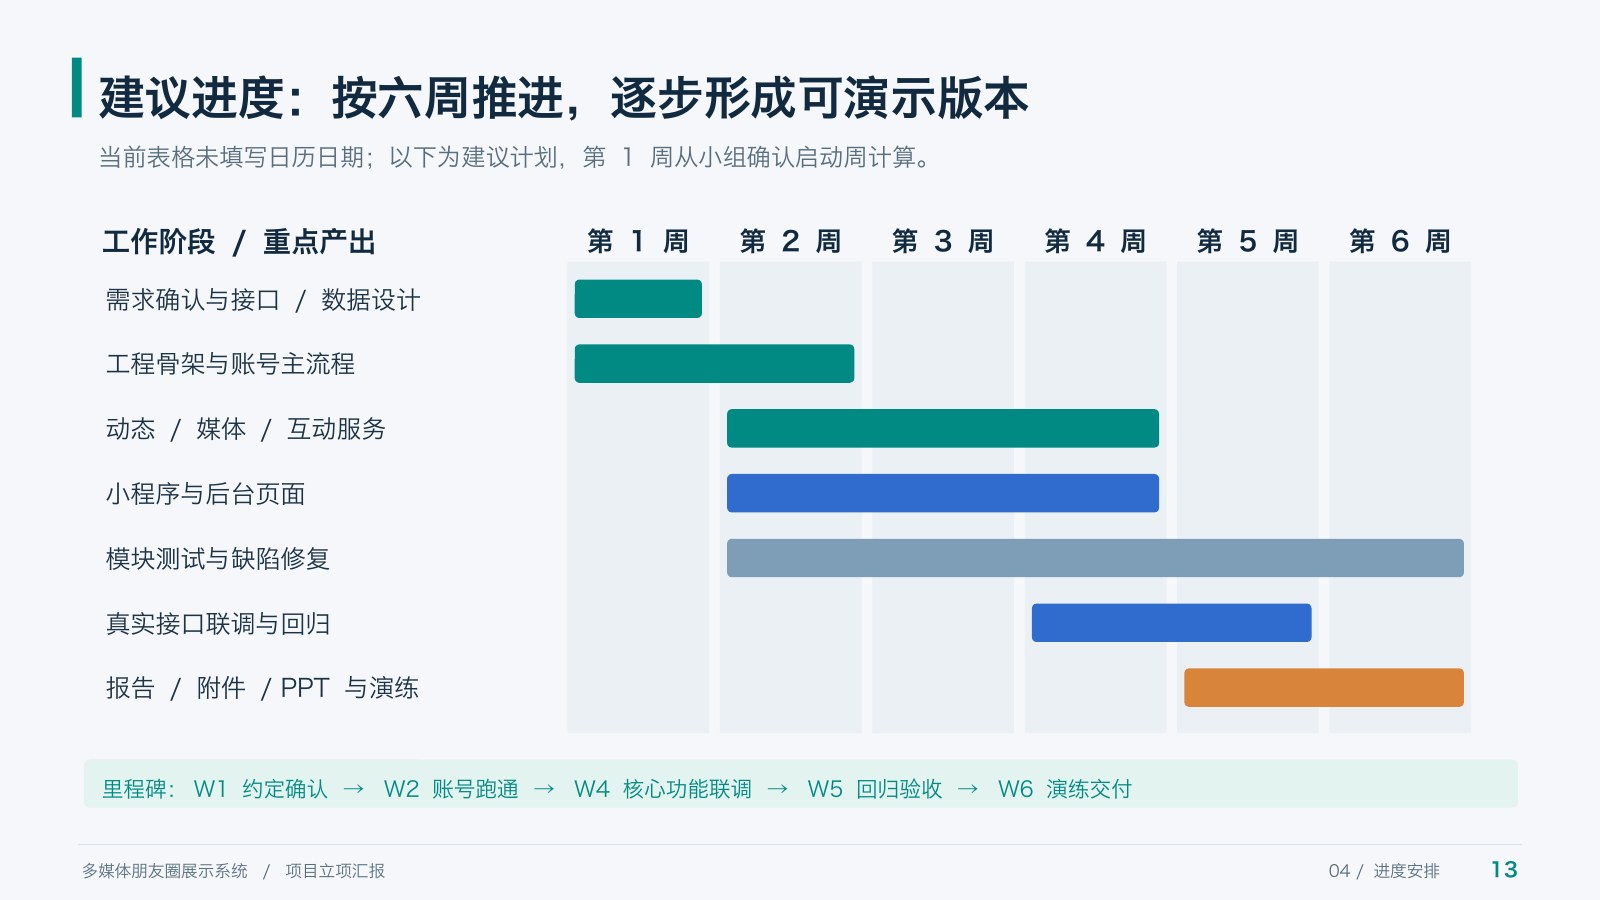 建议进度：按六周推进，逐步形成可演示版本
当前表格未填写日历日期；以下为建议计划，第 1 周从小组确认启动周计算。
工作阶段 / 重点产出 第 1 周 第 2 周 第 3 周 第 4 周 第 5 周 第 6 周
需求确认与接口 / 数据设计
工程骨架与账号主流程
动态 / 媒体 / 互动服务
小程序与后台页面
模块测试与缺陷修复
真实接口联调与回归
报告 / 附件 / PPT 与演练
里程碑： W1 约定确认 → W2 账号跑通 → W4 核心功能联调 → W5 回归验收 → W6 演练交付
多媒体朋友圈展示系统 / 项目立项汇报 04 / 进度安排 13